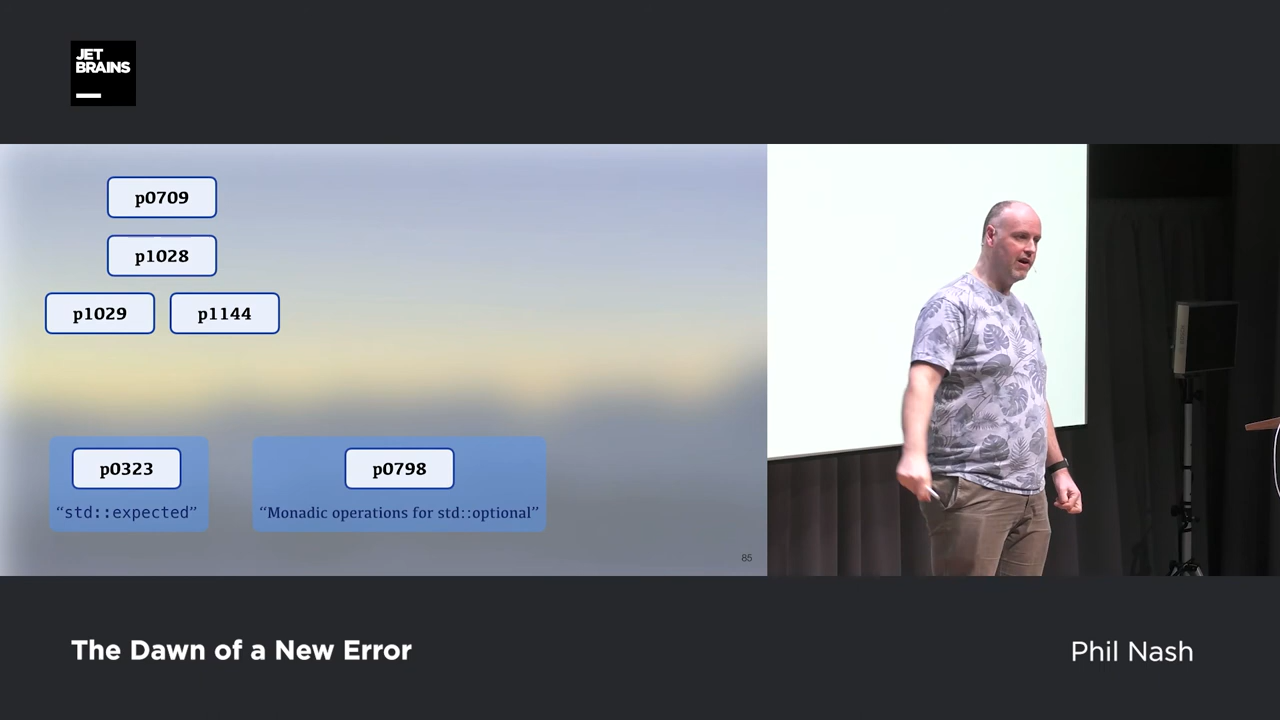 JET
BRAINS
p0709
p1028
p1029 p1144
p0323 p0798
“std::expected” “Monadic operations for std::optional”
85
The Dawn of a New Error
Phil Nash